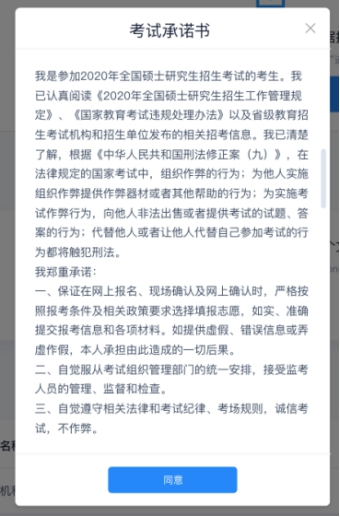 考试承诺书
我是参加2020年全国硕士研究生招生考试的考生。我
已认真阅读《2020年全国硕士研究生招生工作管理规
定》、《国家教育考试违规处理办法》以及省级教育招
生考试机构和招生单位发布的相关招考信息。我已清楚
了解，根据《中华人民共和国刑法修正案（九）》，在
法律规定的国家考试中，组织作弊的行为；为他人实施
组织作弊提供作弊器材或者其他帮助的行为；为实施考
试作弊行为，向他人非法出售或者提供考试的试题、答
案的行为；代替他人或者让他人代替自己参加考试的行
为都将触犯刑法。
我郑重承诺：
一、保证在网上报名、现场确认及网上确认时，严格按
照报考条件及相关政策要求选择填报志愿，如实、准确
提交报考信息和各项材料。如提供虚假、错误信息或弄
虚作假，本人承担由此造成的一切后果。
二、自觉服从考试组织管理部门的统一安排，接受监考
人员的管理、监督和检查。
三、自觉遵守相关法律和考试纪律、考场规则，诚信考
试，不作弊。
同意